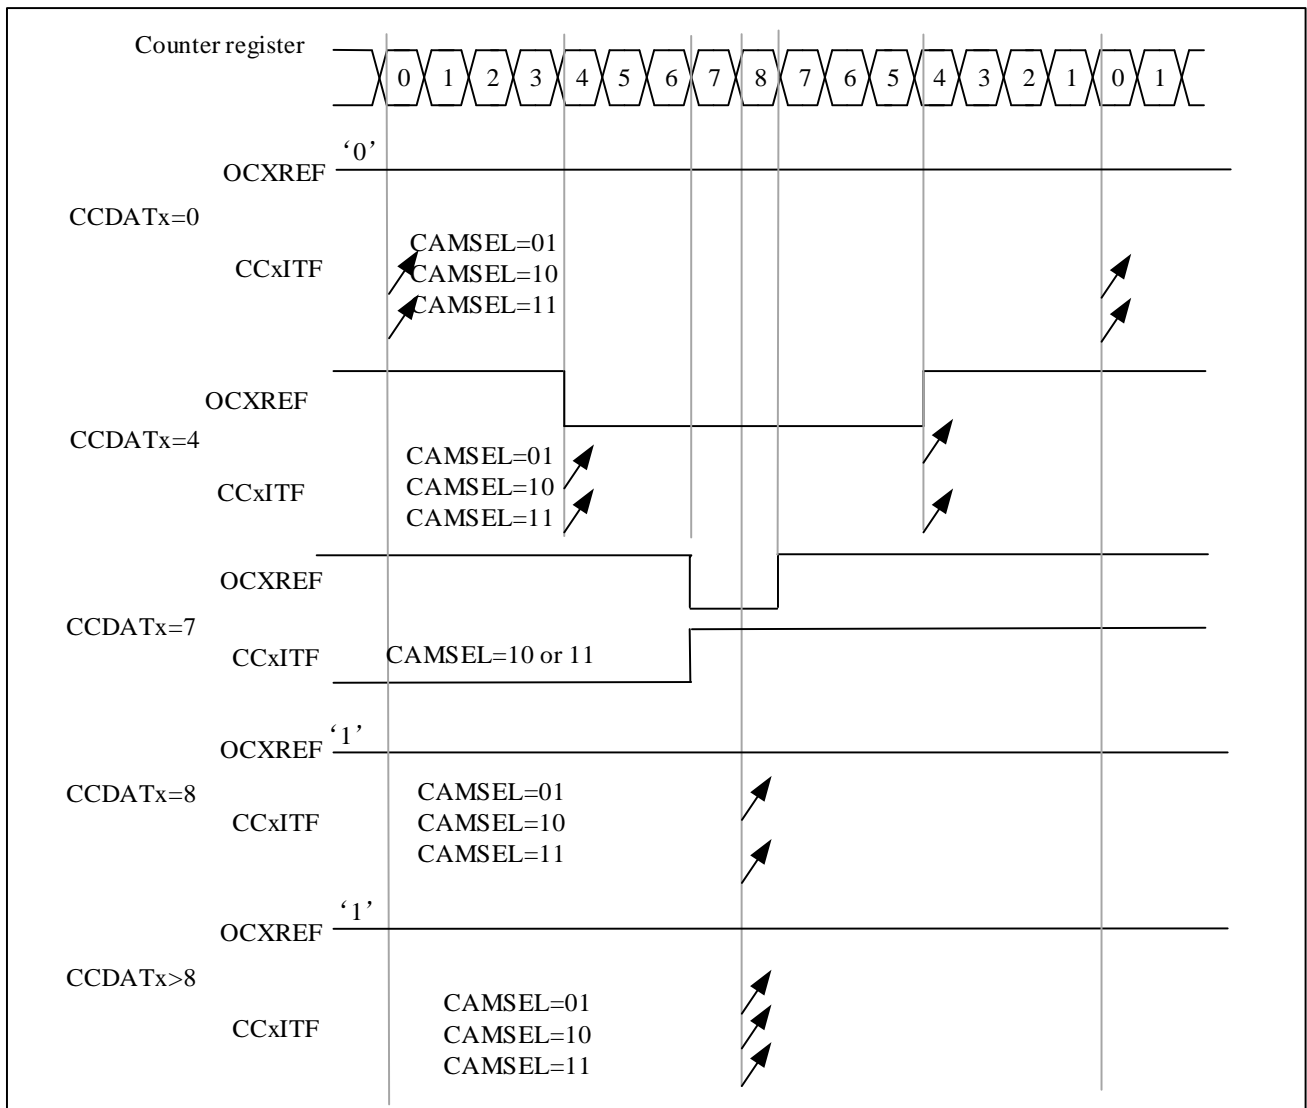 Counter register
0 1 2 3 4 5 6 7 8 7 6 5 4 3 2 1 0 1
‘0’
OCXREF
CCDATx=0
CAMSEL=01
CCxITF
CAMSEL=10
CAMSEL=11
OCXREF
CCDATx=4
CAMSEL=01
CAMSEL=10
CCxITF
CAMSEL=11
OCXREF
CCDATx=7
CCxITF
CAMSEL=10 or 11
‘1’
OCXREF
CCDATx=8
CAMSEL=01
CCxITF
CAMSEL=10
CAMSEL=11
‘1’
OCXREF
CCDATx>8
CAMSEL=01
CCxITF
CAMSEL=10
CAMSEL=11